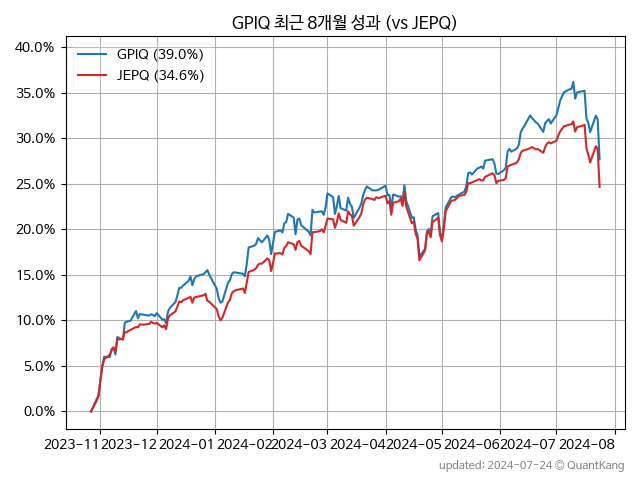 GPIQ 최근 8개월 성과 (vs JEPQ)
40.0%
35.0%
30.0%
25.0%
20.0%
15.0%
10.0%
5.0%
0.0%
GPIQ (39.0%)
JEPQ (34.6%)
2023-11 2023-12 2024-01 2024-02 2024-03 2024-04 2024-05 2024-06 2024-07 2024-08
updated: 2024-07-24 @ QuantKang